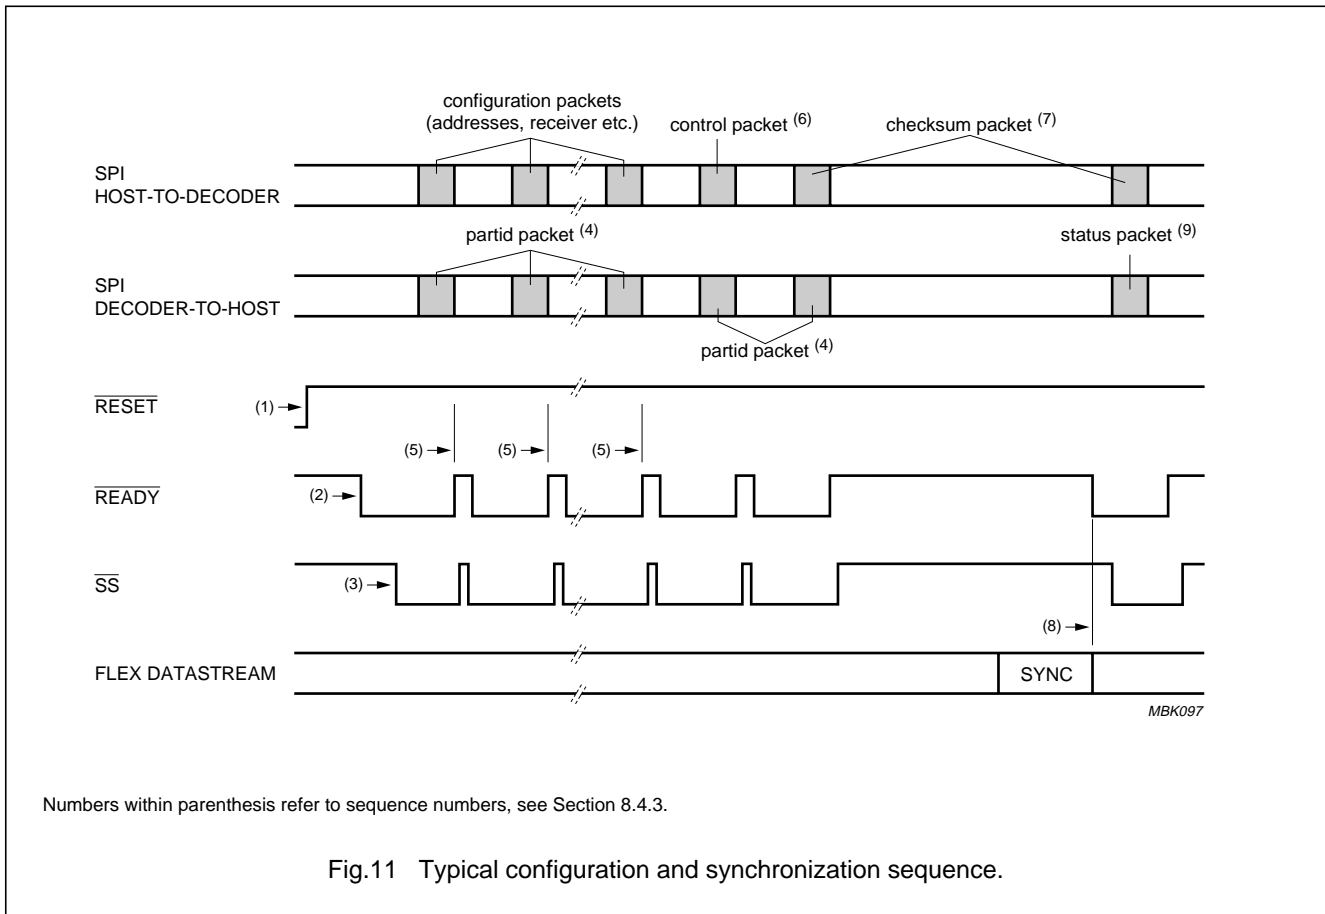 configuration packets
(addresses, receiver etc.)
control packet (6)
checksum packet (7)
SPI
HOST-TO-DECODER
partid packet (4)
status packet (9)
SPI
DECODER-TO-HOST
partid packet (4)
RESET
(1)
(5)
(5)
(5)
READY
(2)
SS
(3)
(8)
FLEX DATASTREAM
SYNC
MBK097
Numbers within parenthesis refer to sequence numbers, see Section 8.4.3.
Fig.11 Typical configuration and synchronization sequence.